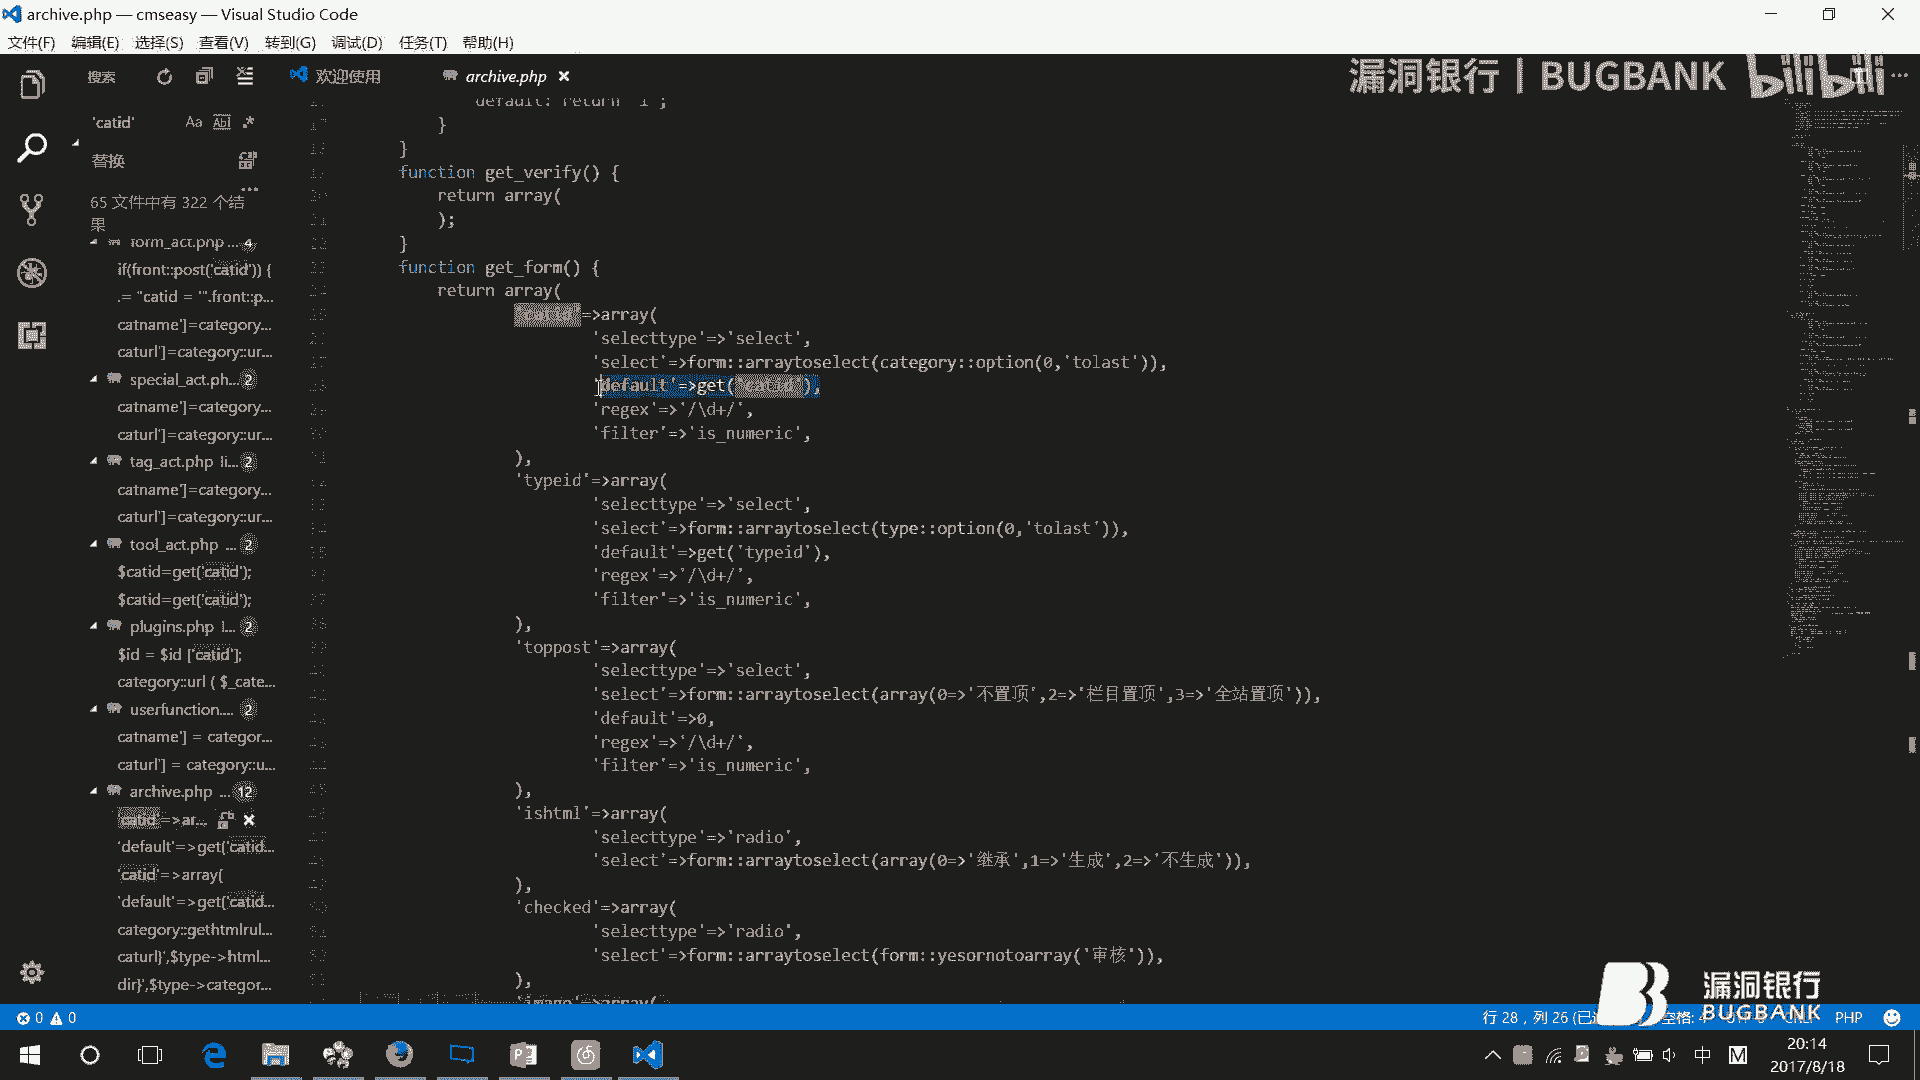 archive.php — cmseasy — Visual Studio Code
文件(F) 编辑(E) 选择(S) 查看(V) 转到(G) 调试(D) 任务(T) 帮助(H)
搜索
欢迎使用
archive.php
漏洞银行 | BUGBANK bilibili
'catid'
Aa Abl .*
替换
65 文件中有 322 个结
果
form_act.php ... 4
if(front::post('catid')) {
.= "catid = '".front::p...
catname']=category...
caturl']=category::ur...
special_act.ph... 2
catname']=category...
caturl']=category::ur...
tag_act.php li... 2
catname']=category...
caturl']=category::ur...
tool_act.php ... 2
$catid=get('catid');
$catid=get('catid');
plugins.php l... 2
$id = $id ['catid'];
category::url ( $_cate...
userfunction.... 2
catname'] = categor...
caturl'] = category::u...
archive.php ... 12
'catid'=>ar...
'default'=>get('catid...
'catid'=>array(
'default'=>get('catid...
category::gethtmlrul...
caturl}',$type->html...
dir}',$type->categor...
default: return '1';
}
}
function get_verify() {
return array(
);
}
function get_form() {
return array(
'catid'=>array(
'selecttype'=>'select',
'select'=>form::arraytoselect(category::option(0,'tolast')),
'default'=>get('catid'),
'regex'=>'/\d+/',
'filter'=>'is_numeric',
),
'typeid'=>array(
'selecttype'=>'select',
'select'=>form::arraytoselect(type::option(0,'tolast')),
'default'=>get('typeid'),
'regex'=>'/\d+/',
'filter'=>'is_numeric',
),
'toppost'=>array(
'selecttype'=>'select',
'select'=>form::arraytoselect(array(0=>'不置顶',2=>'栏目置顶',3=>'全站置顶')),
'default'=>0,
'regex'=>'/\d+/',
'filter'=>'is_numeric',
),
'ishtml'=>array(
'selecttype'=>'radio',
'select'=>form::arraytoselect(array(0=>'继承',1=>'生成',2=>'不生成')),
),
'checked'=>array(
'selecttype'=>'radio',
'select'=>form::arraytoselect(form::yesornotoarray('审核')),
),
'image'=>array(
漏洞银行
BUGBANK
0 0
行 28，列 26 空格: 4 UTF-8 CRLF PHP
中 M
20:14
2017/8/18